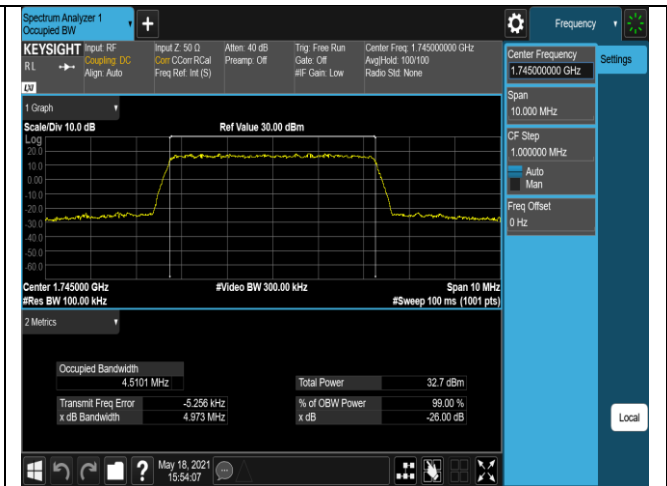 Spectrum Analyzer 1
Occupied BW
+
Frequency
KEYSIGHT
RL
LXI
Input: RF
Coupling: DC
Align: Auto
Input Z: 50 Ω
Corr CCorr RCal
Freq Ref: Int (S)
Atten: 40 dB
Preamp: Off
Trig: Free Run
Gate: Off
#IF Gain: Low
Center Freq: 1.745000000 GHz
Avg|Hold: 100/100
Radio Std: None
Center Frequency
1.745000000 GHz
Settings
Span
10.000 MHz
CF Step
1.000000 MHz
Auto
Man
Freq Offset
0 Hz
Local
1 Graph
Scale/Div 10.0 dB
Ref Value 30.00 dBm
Log
20.0
10.0
0.00
-10.0
-20.0
-30.0
-40.0
-50.0
-60.0
Center 1.745000 GHz
#Video BW 300.00 kHz
Span 10 MHz
#Res BW 100.00 kHz
#Sweep 100 ms (1001 pts)
2 Metrics
Occupied Bandwidth
4.5101 MHz
Total Power 32.7 dBm
Transmit Freq Error -5.256 kHz
% of OBW Power 99.00 %
x dB Bandwidth 4.973 MHz
x dB -26.00 dB
?
May 18, 2021
15:54:07